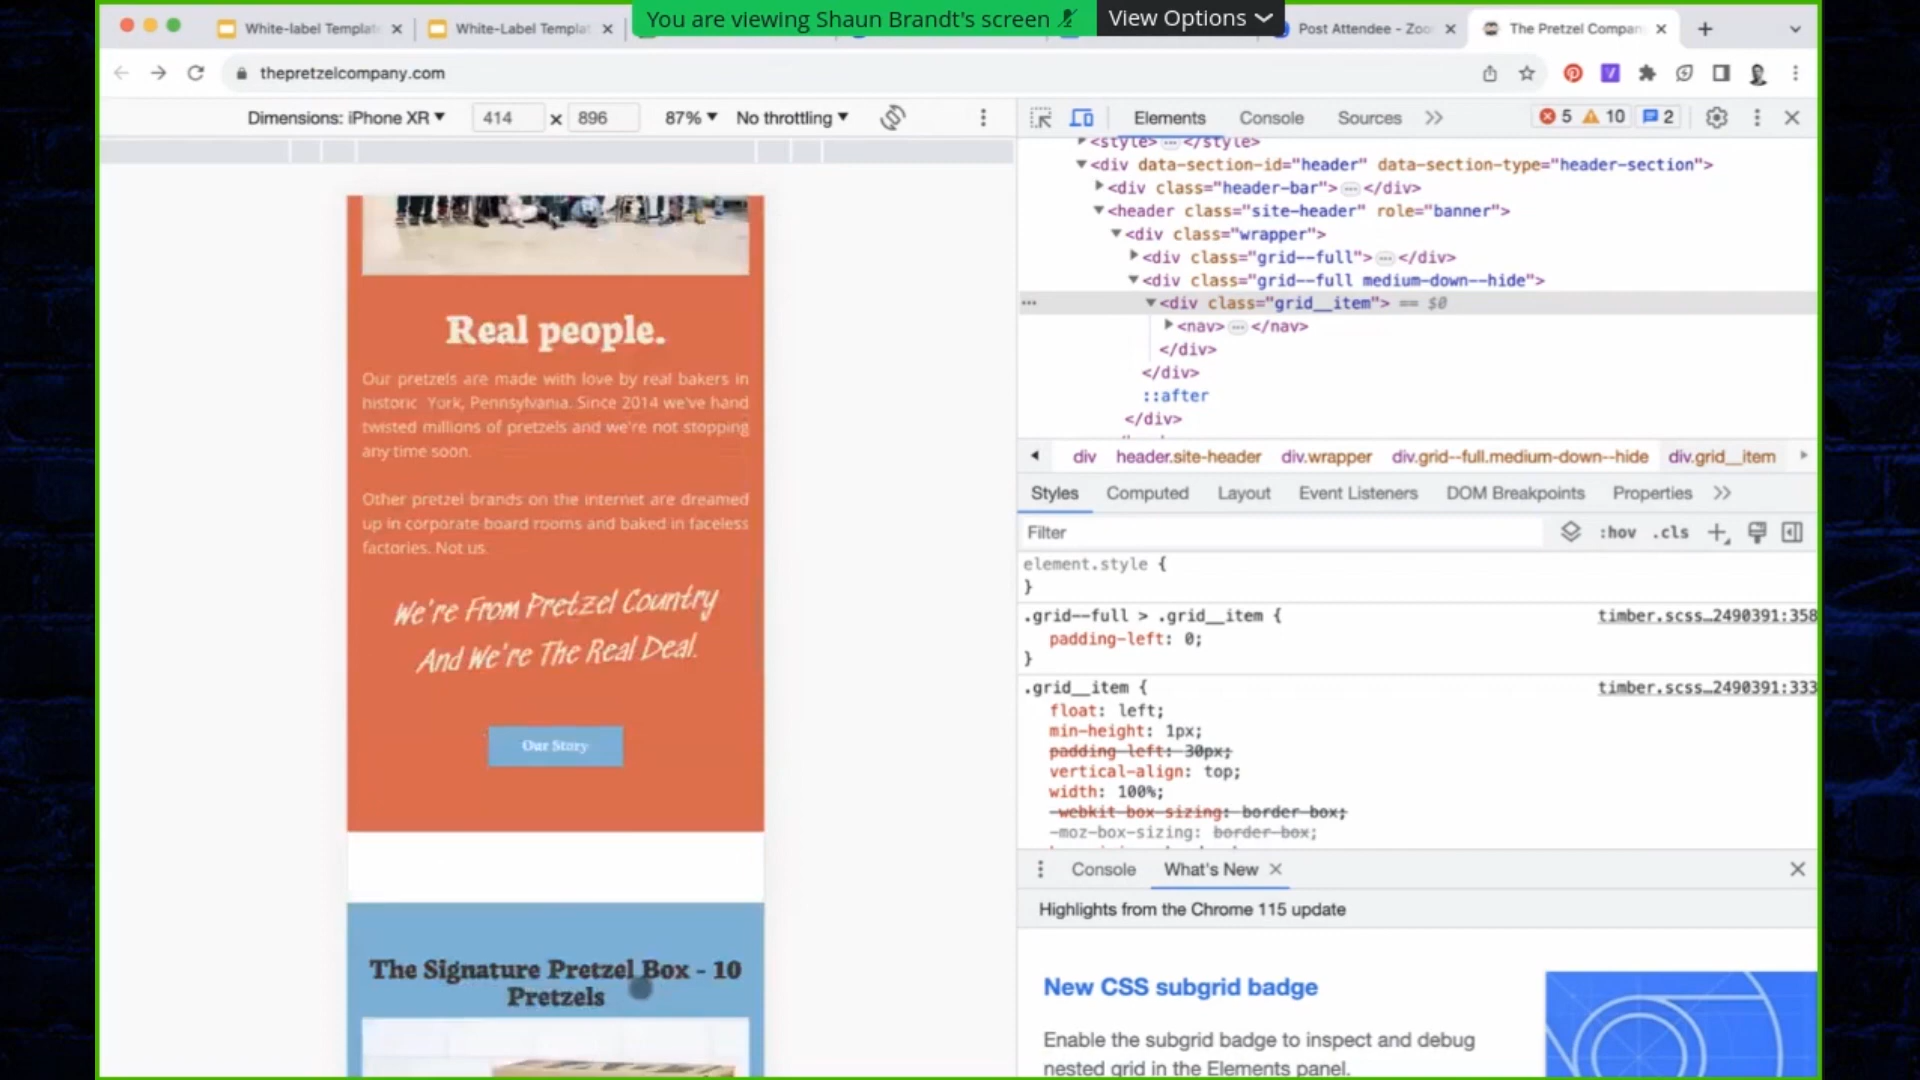 You are viewing Shaun Brandt's screen
View Options
White-label Templat
White-Label Templat
Post Attendee - Zoo
The Pretzel Compan
thepretzelcompany.com
Dimensions: iPhone XR
414 × 896
87%
No throttling
Elements
Console
Sources
5
10
2
<style> … </style>
<div data-section-id="header" data-section-type="header-section">
<div class="header-bar"> … </div>
<header class="site-header" role="banner">
<div class="wrapper">
<div class="grid--full"> … </div>
<div class="grid--full medium-down--hide">
<div class="grid__item"> == $0
<nav> … </nav>
</div>
</div>
::after
</div>
div
header.site-header
div.wrapper
div.grid--full.medium-down--hide
div.grid__item
Styles
Computed
Layout
Event Listeners
DOM Breakpoints
Properties
Filter
:hov
.cls
element.style {
}
.grid--full > .grid__item {
timber.scss…2490391:358
padding-left: 0;
}
.grid__item {
timber.scss…2490391:333
float: left;
min-height: 1px;
padding-left: 30px;
vertical-align: top;
width: 100%;
-webkit-box-sizing: border-box;
-moz-box-sizing: border-box;
Console
What's New
Highlights from the Chrome 115 update
New CSS subgrid badge
Enable the subgrid badge to inspect and debug
nested grid in the Elements panel.
Real people.
Our pretzels are made with love by real bakers in
historic York, Pennsylvania. Since 2014 we've hand
twisted millions of pretzels and we're not stopping
any time soon.
Other pretzel brands on the internet are dreamed
up in corporate board rooms and baked in faceless
factories. Not us.
We're From Pretzel Country
And We're The Real Deal.
Our Story
The Signature Pretzel Box - 10
Pretzels